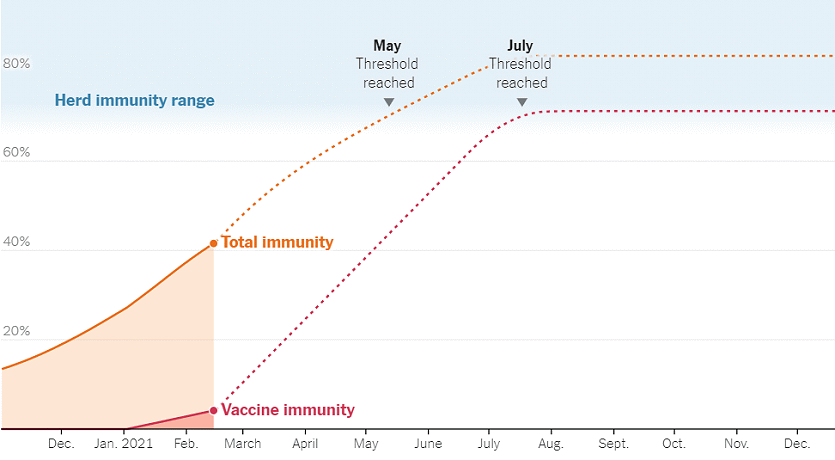 May
Threshold
reached
July
Threshold
reached
80%
Herd immunity range
60%
40%
Total immunity
20%
Vaccine immunity
Dec. Jan. 2021 Feb. March April May June July Aug. Sept. Oct. Nov. Dec.